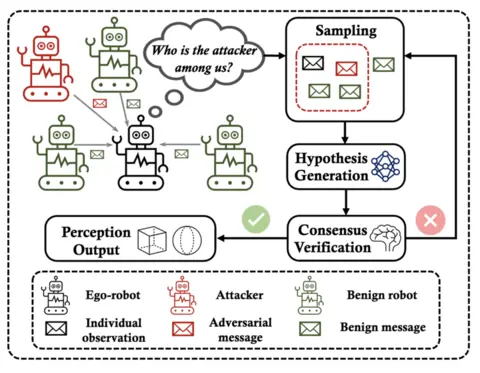 Who is the attacker
among us?
Sampling
Hypothesis
Generation
Consensus
Verification
Perception
Output
Ego-robot
Attacker
Benign robot
Individual
observation
Adversarial
message
Benign message